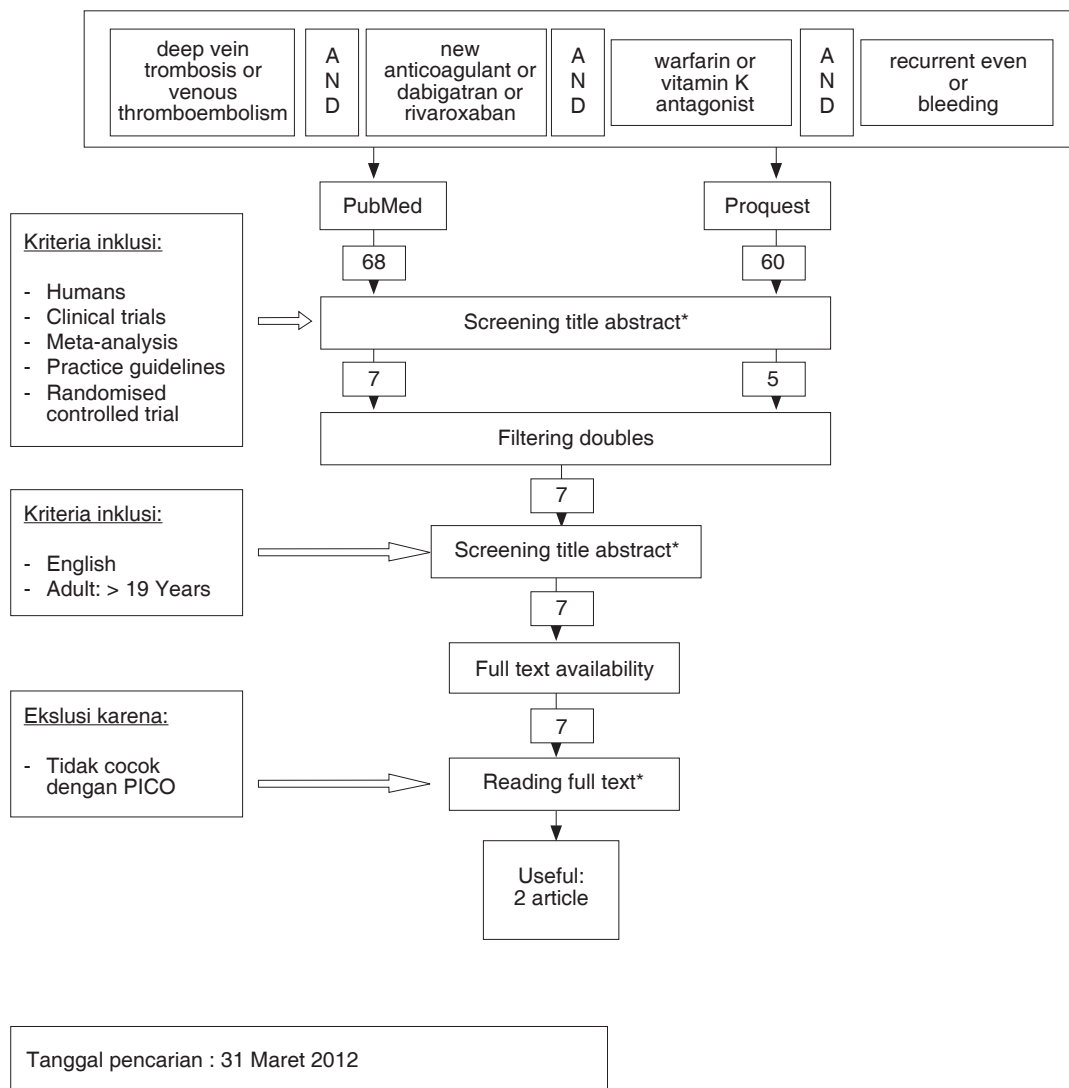 deep vein
trombosis or
venous
thromboembolism
A
N
D
new
anticoagulant or
dabigatran or
rivaroxaban
A
N
D
warfarin or
vitamin K
antagonist
A
N
D
recurrent even
or
bleeding
PubMed
Proquest
68
60
Kriteria inklusi:
- Humans
- Clinical trials
- Meta-analysis
- Practice guidelines
- Randomised
controlled trial
Screening title abstract*
7
5
Filtering doubles
7
Kriteria inklusi:
- English
- Adult: > 19 Years
Screening title abstract*
7
Full text availability
7
Ekslusi karena:
- Tidak cocok
dengan PICO
Reading full text*
Useful:
2 article
Tanggal pencarian : 31 Maret 2012